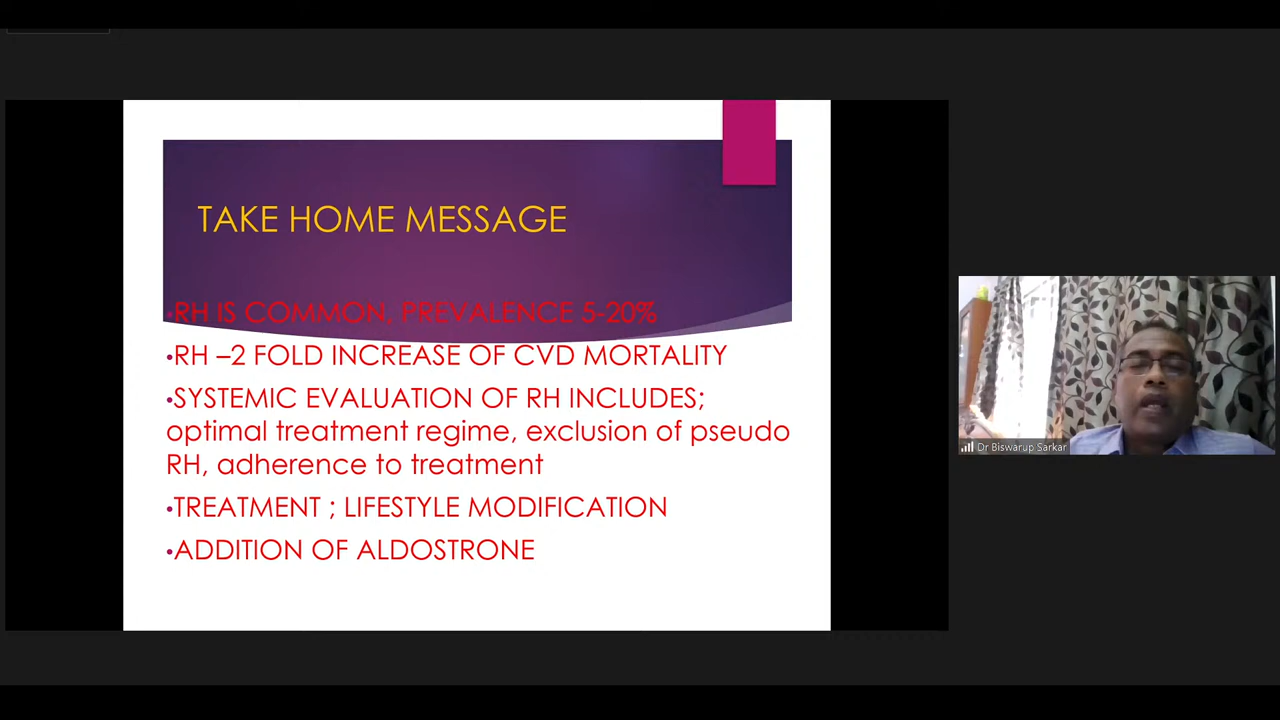 TAKE HOME MESSAGE
•RH IS COMMON, PREVALENCE 5-20%
•RH –2 FOLD INCREASE OF CVD MORTALITY
•SYSTEMIC EVALUATION OF RH INCLUDES;
optimal treatment regime, exclusion of pseudo
RH, adherence to treatment
•TREATMENT ; LIFESTYLE MODIFICATION
•ADDITION OF ALDOSTRONE
Dr Biswarup Sarkar